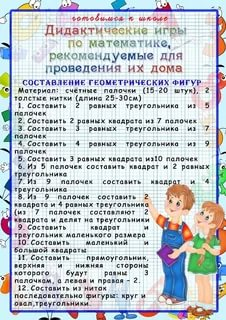 готовимся к школе
Дидактические игры
по математике,
рекомендуемые для
проведения их дома
СОСТАВЛЕНИЕ ГЕОМЕТРИЧЕСКИХ ФИГУР
Материал: счётные палочки (15-20 штук), 2
толстые нитки (длина 25-30см)
1. Составить 2 равных треугольника из 5
палочек
2. Составить 2 равных квадрата из 7 палочек
3. Составить 3 равных треугольника из 7
палочек
4. Составить 4 равных треугольника из 9
палочек
5. Составить 3 равных квадрата из10 палочек
6. Из 5 палочек составить квадрат и 2 равных
треугольника
7. Из 9 палочек составить квадрат и 4
треугольника
8. Из 9 палочек составить 2
квадрата и 4 равных треугольника
(из 7 палочек составляют 2
квадрата и делят на треугольники
9. Составить квадрат и
треугольник маленького размера
10. Составить маленький и
большой квадраты
11. Составить прямоугольник,
верхняя и нижняя стороны
которого будут равны 3
палочкам, а левая и правая - 2.
12. Составить из ниток
последовательно фигуры: круг и
овал,треугольники.